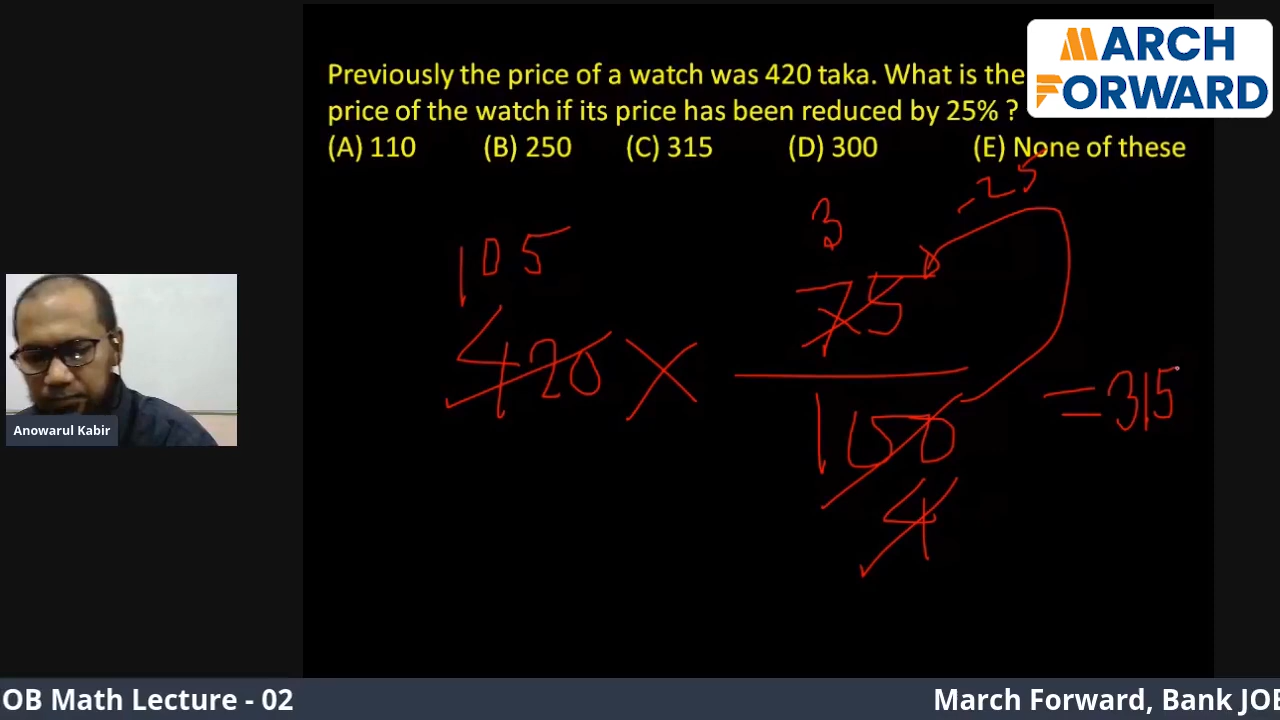 MARCH
FORWARD
Previously the price of a watch was 420 taka. What is the
price of the watch if its price has been reduced by 25% ?
(A) 110 (B) 250 (C) 315 (D) 300 (E) None of these
-25
105 3
420 × 75
100
4
=315
Anowarul Kabir
OB Math Lecture - 02 March Forward, Bank JOB